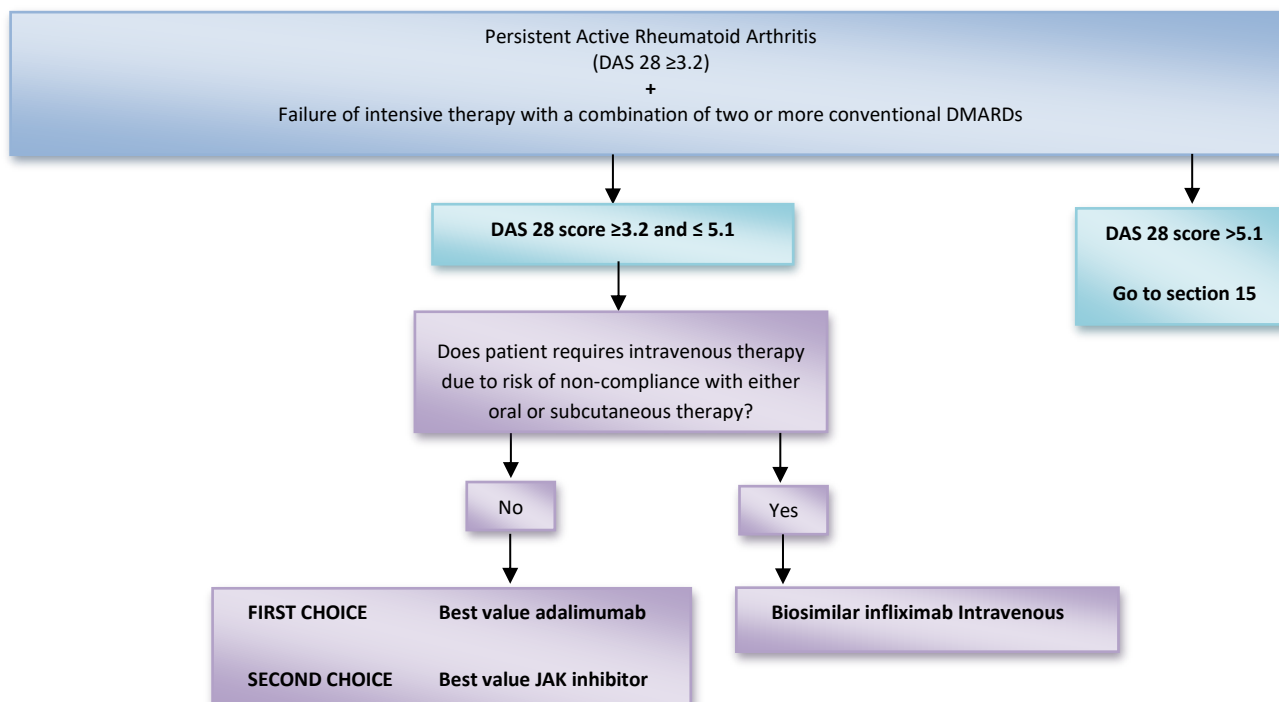 Persistent Active Rheumatoid Arthritis
(DAS 28 ≥3.2)
+
Failure of intensive therapy with a combination of two or more conventional DMARDs
DAS 28 score ≥3.2 and ≤ 5.1
DAS 28 score >5.1
Go to section 15
Does patient requires intravenous therapy
due to risk of non-compliance with either
oral or subcutaneous therapy?
No
Yes
FIRST CHOICE Best value adalimumab
SECOND CHOICE Best value JAK inhibitor
Biosimilar infliximab Intravenous